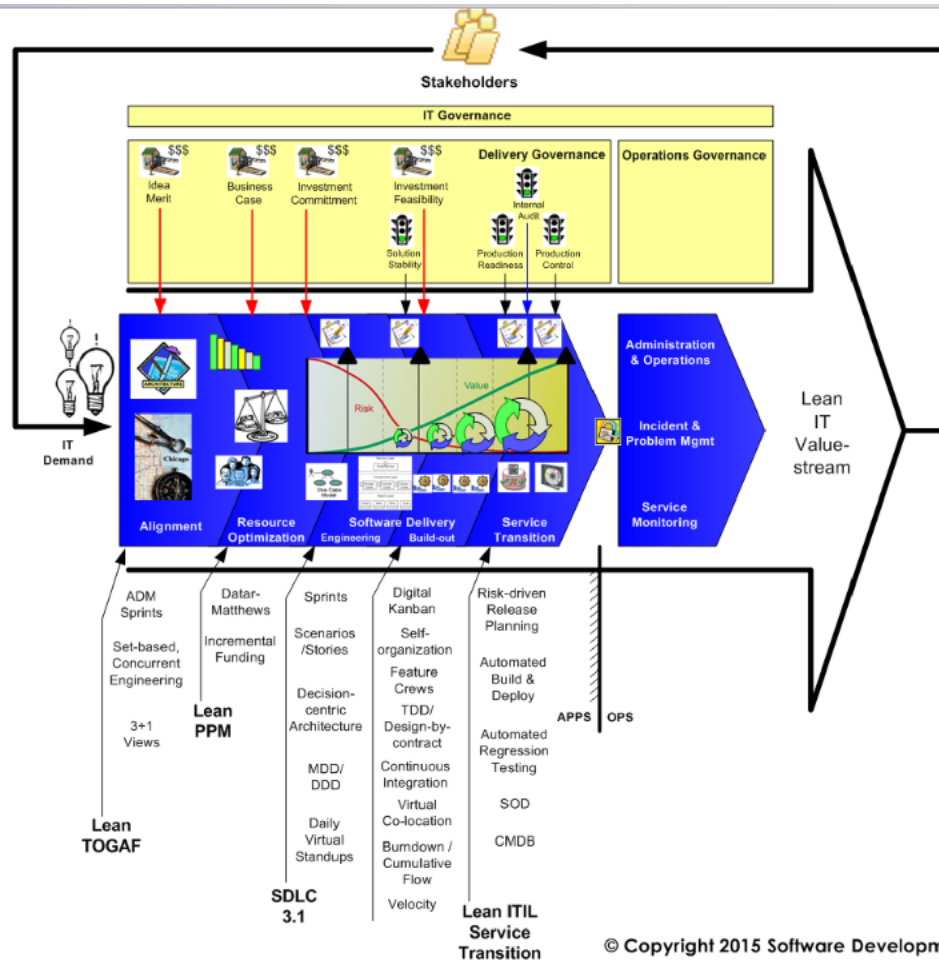 Stakeholders
IT Governance
Delivery Governance
Operations Governance
$$$
$$$
$$$
$$$
Idea
Merit
Business
Case
Investment
Commitment
Investment
Feasibility
Internal
Audit
Solution
Stability
Production
Readiness
Production
Control
!
!
!
IT
Demand
ARCHITECTURE
Chicago
Risk
Value
Use-Case
Model
Alignment
Resource
Optimization
Software Delivery
Engineering
Build-out
Service
Transition
Administration
& Operations
Incident &
Problem Mgmt
Service
Monitoring
Lean
IT
Value-
stream
ADM
Sprints
Set-based,
Concurrent
Engineering
3+1
Views
Lean
TOGAF
Datar-
Matthews
Incremental
Funding
Lean
PPM
Sprints
Scenarios
/Stories
Decision-
centric
Architecture
MDD/
DDD
Daily
Virtual
Standups
SDLC
3.1
Digital
Kanban
Self-
organization
Feature
Crews
TDD/
Design-by-
contract
Continuous
Integration
Virtual
Co-location
Burndown /
Cumulative
Flow
Velocity
Risk-driven
Release
Planning
Automated
Build &
Deploy
Automated
Regression
Testing
SOD
CMDB
Lean ITIL
Service
Transition
APPS
OPS
© Copyright 2015 Software Developm